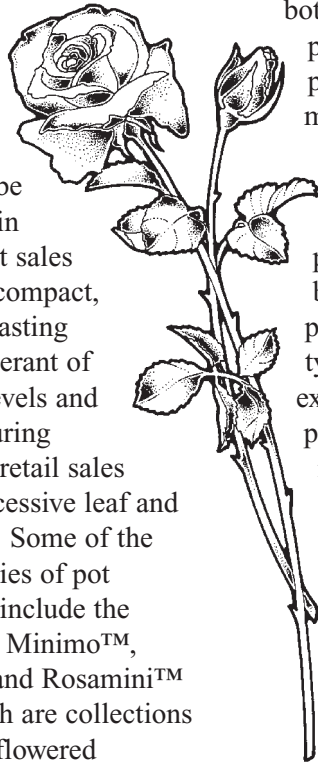 be
in
t sales
compact,
asting
erant of
evels and
uring
retail sales
cessive leaf and
Some of the
ies of pot
include the
Minimo™,
and Rosamini™
h are collections
flowered
bot
p
p
m
p
b
p
ty
ex
p